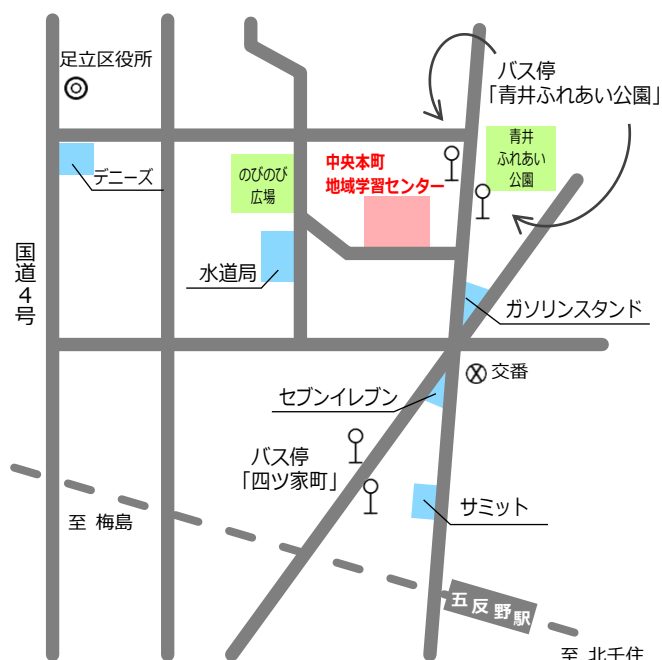 足立区役所
バス停
「青井ふれあい公園」
青井
ふれあい
公園
中央本町
地域学習センター
のびのび
広場
デニーズ
国道4号
水道局
ガソリンスタンド
交番
セブンイレブン
バス停
「四ツ家町」
サミット
至 梅島
五反野駅
至 北千住